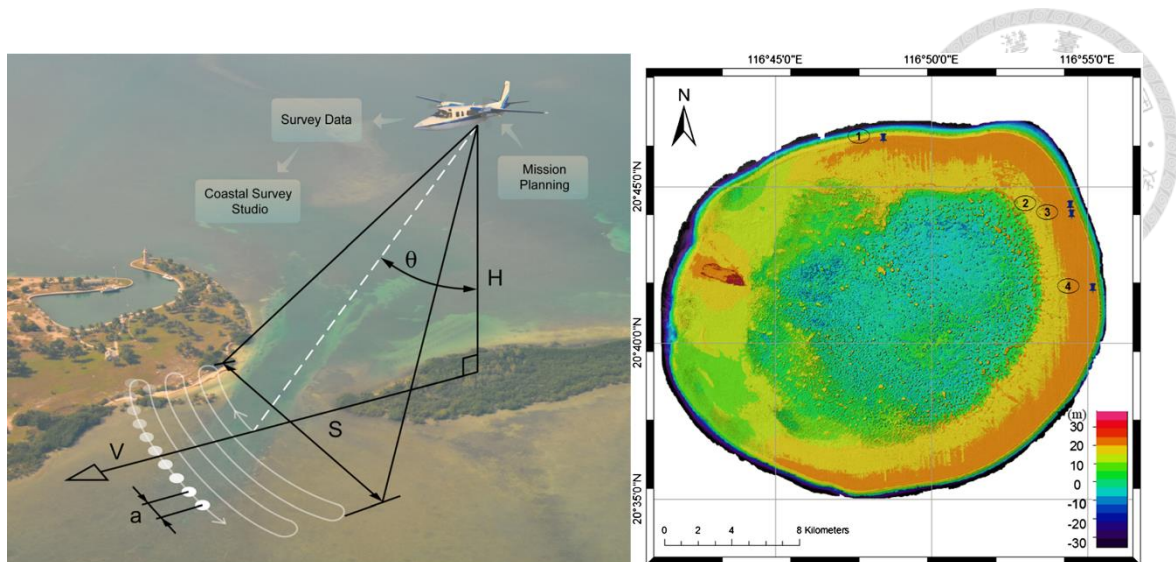 Survey Data
Coastal Survey
Studio
Mission
Planning
θ
H
S
V
a
臺
灣
116°45'0"E
116°50'0"E
116°55'0"E
N
20°45'0"N
20°40'0"N
20°35'0"N
1
2
3
4
(m)
30
20
10
0
-10
-20
-30
0 2 4 8 Kilometers